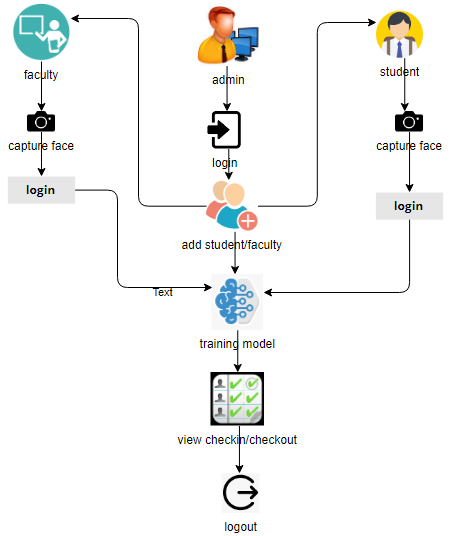 faculty
admin
student
capture face
capture face
login
login
login
add student/faculty
Text
training model
view checkin/checkout
logout